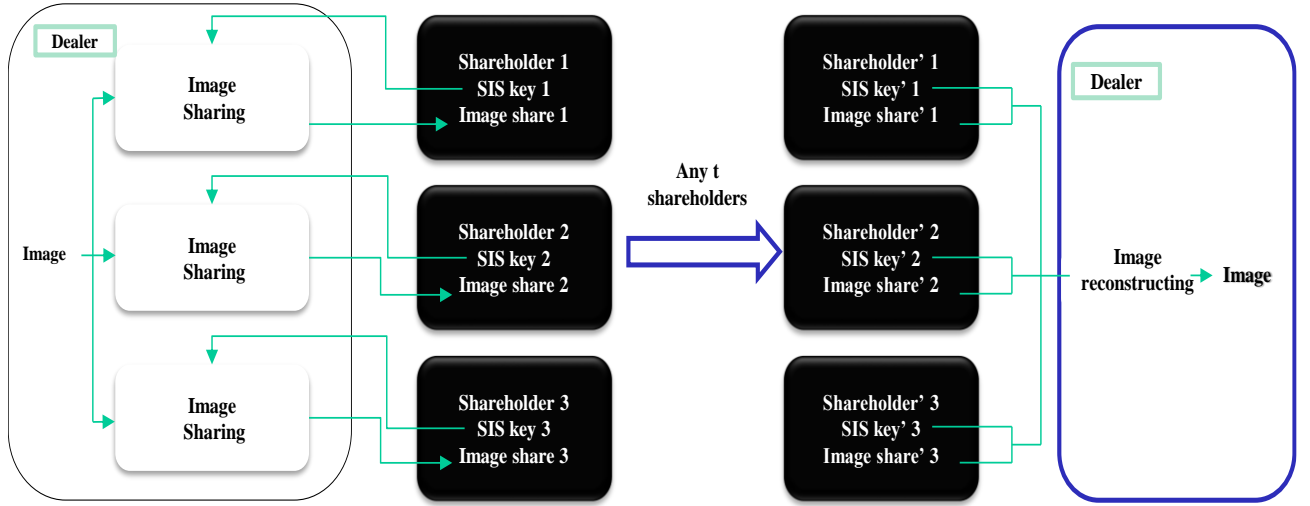 Dealer
Image
Sharing
Image
Image
Sharing
Image
Sharing
Shareholder 1
SIS key 1
Image share 1
Shareholder 2
SIS key 2
Image share 2
Shareholder 3
SIS key 3
Image share 3
Any t
shareholders
Shareholder’ 1
SIS key’ 1
Image share’ 1
Shareholder’ 2
SIS key’ 2
Image share’ 2
Shareholder’ 3
SIS key’ 3
Image share’ 3
Dealer
Image
reconstructing
Image